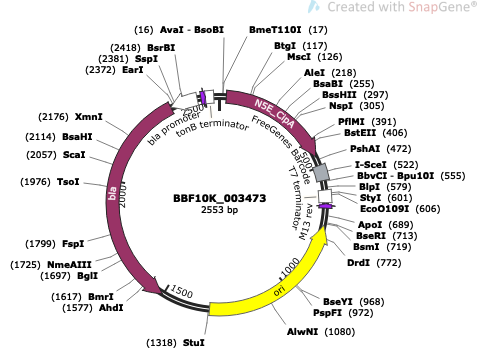 Created with SnapGene®
(16) AvaI - BsoBI
BmeT110I (17)
BtgI (117)
MscI (126)
AleI (218)
BsaBI (255)
BssHII (297)
NspI (305)
PflMI (391)
BstEII (406)
PshAI (472)
I-SceI (522)
BbvCI - Bpu10I (555)
BlpI (579)
StyI (601)
EcoO109I (606)
ApoI (689)
BseRI (713)
BsmI (719)
DrdI (772)
BseYI (968)
PspFI (972)
AlwNI (1080)
(1318) StuI
(1577) AhdI
(1617) BmrI
(1697) BglI
(1725) NmeAIII
(1799) FspI
(1976) TsoI
(2057) ScaI
(2114) BsaHI
(2176) XmnI
(2372) EarI
(2381) SspI
(2418) BsrBI
NSE_ClpA
FreeGenes Barcode
T7 terminator
M13 rev
ori
bla
bla promoter
tonB terminator
500
1000
1500
2000
2500
BBF10K_003473
2553 bp